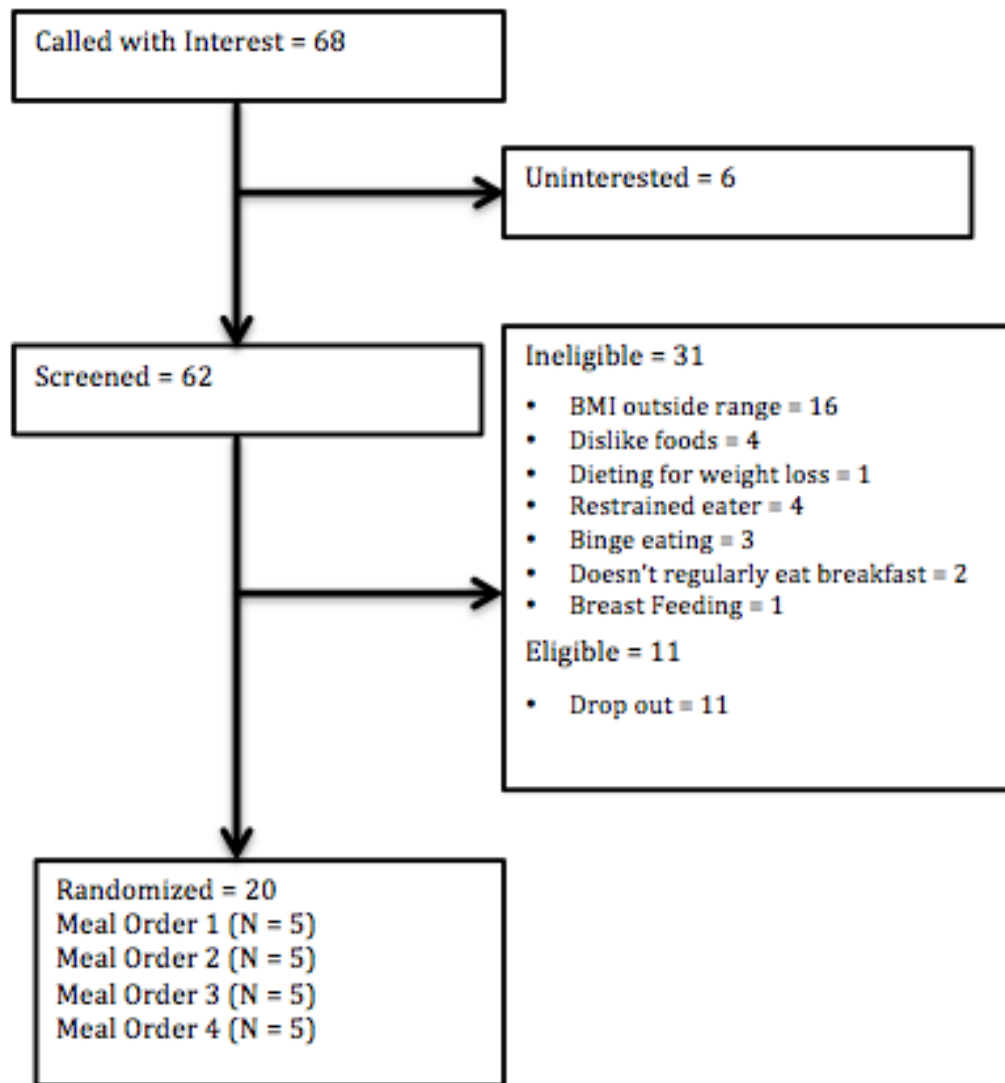 Called with Interest = 68
Uninterested = 6
Screened = 62
Ineligible = 31
• BMI outside range = 16
• Dislike foods = 4
• Dieting for weight loss = 1
• Restrained eater = 4
• Binge eating = 3
• Doesn't regularly eat breakfast = 2
• Breast Feeding = 1
Eligible = 11
• Drop out = 11
Randomized = 20
Meal Order 1 (N = 5)
Meal Order 2 (N = 5)
Meal Order 3 (N = 5)
Meal Order 4 (N = 5)